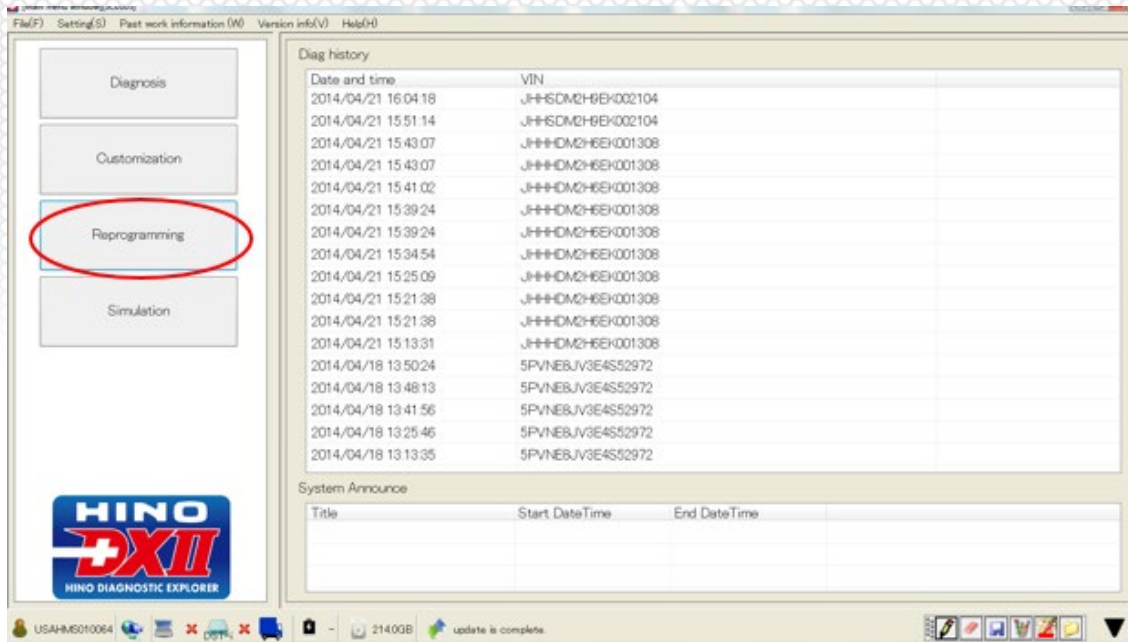 [Main menu window][SC0003]
File(F) Setting(S) Past work information (W) Version info(V) Help(H)
Diagnosis
Customization
Reprogramming
Simulation
HINO
DXII
HINO DIAGNOSTIC EXPLORER
Diag history
Date and time VIN
2014/04/21 16:04:18 JHHSDM2H9EK002104
2014/04/21 15:51:14 JHHSDM2H9EK002104
2014/04/21 15:43:07 JHHHDM2H6EK001308
2014/04/21 15:43:07 JHHHDM2H6EK001308
2014/04/21 15:41:02 JHHHDM2H6EK001308
2014/04/21 15:39:24 JHHHDM2H6EK001308
2014/04/21 15:39:24 JHHHDM2H6EK001308
2014/04/21 15:34:54 JHHHDM2H6EK001308
2014/04/21 15:25:09 JHHHDM2H6EK001308
2014/04/21 15:21:38 JHHHDM2H6EK001308
2014/04/21 15:21:38 JHHHDM2H6EK001308
2014/04/21 15:13:31 JHHHDM2H6EK001308
2014/04/18 13:50:24 5PVNE8JV3E4S52972
2014/04/18 13:48:13 5PVNE8JV3E4S52972
2014/04/18 13:41:56 5PVNE8JV3E4S52972
2014/04/18 13:25:46 5PVNE8JV3E4S52972
2014/04/18 13:13:35 5PVNE8JV3E4S52972
System Announce
Title Start DateTime End DateTime
USAHMS010064 DST-i - 214.0GB update is complete.